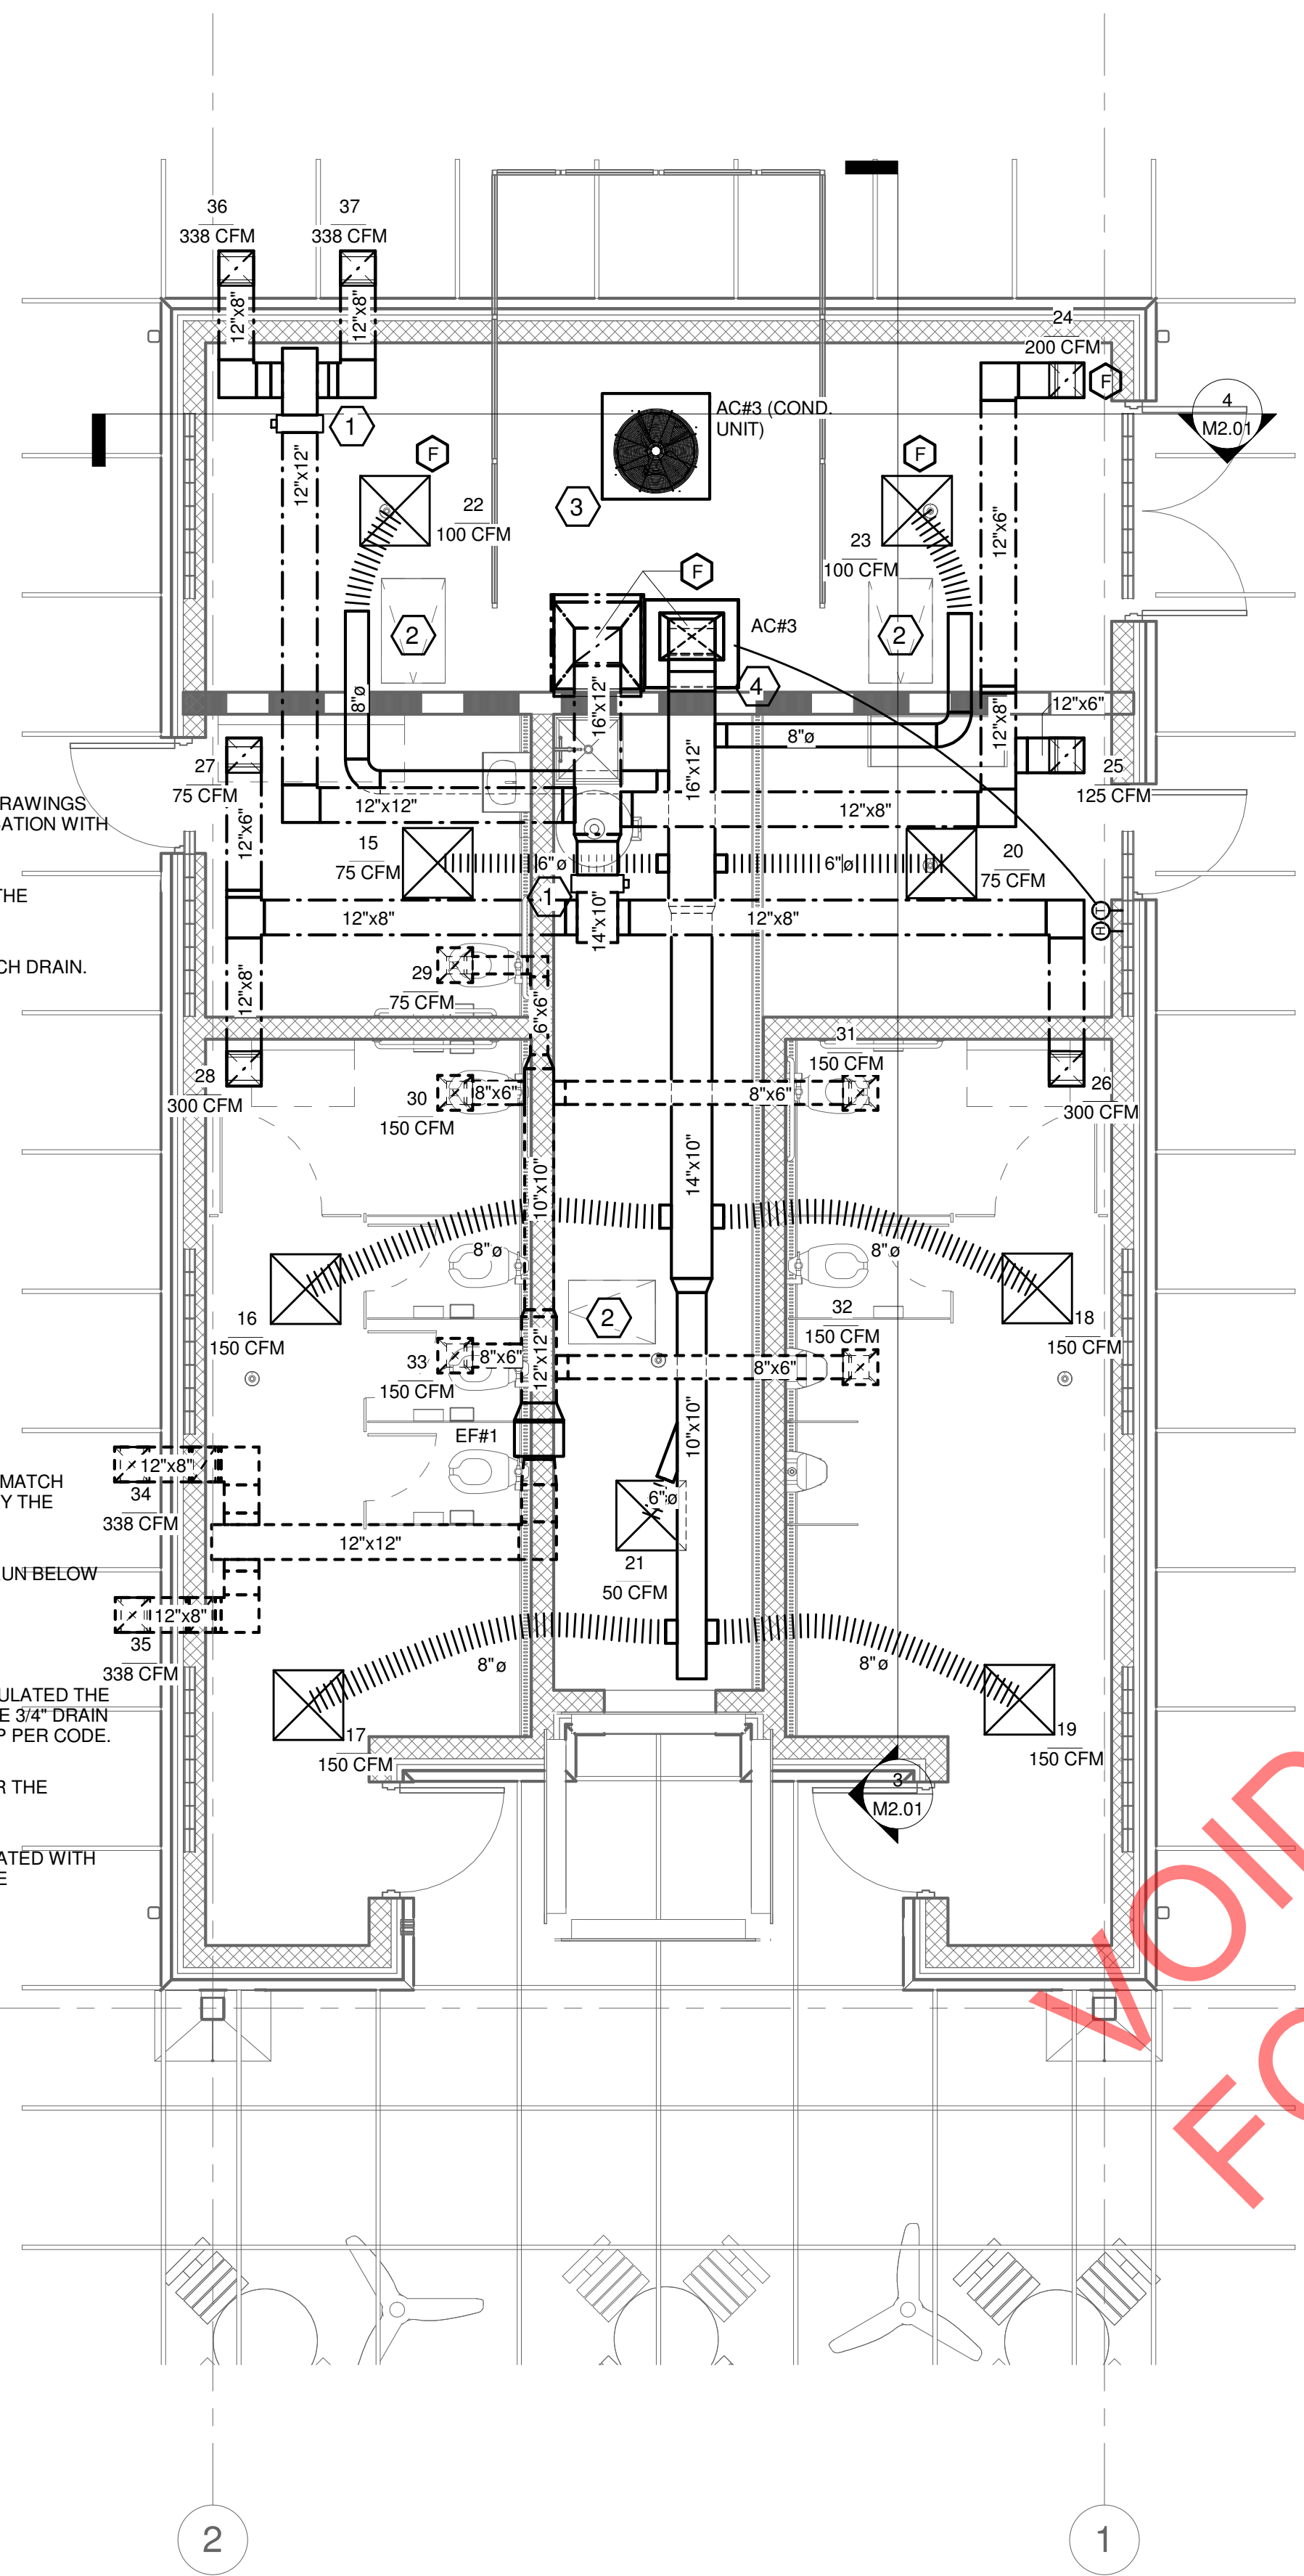 36
338 CFM
37
338 CFM
12"x8"
12"x8"
24
200 CFM
F
4
M2.01
AC#3 (COND.
UNIT)
1
F
F
12"x12"
3
22
100 CFM
23
100 CFM
12"x6"
F
AC#3
2
2
4
8"ø
16"x12"
12"x8"
12"x6"
8"ø
16"x12"
27
75 CFM
25
125 CFM
RAWINGS
ATION WITH
12"x12"
12"x8"
12"x6"
15
75 CFM
6"ø
6"ø
20
75 CFM
THE
1
12"x8"
14"x10"
12"x8"
T
H
CH DRAIN.
29
75 CFM
12"x8"
6"x6"
31
150 CFM
28
300 CFM
30
150 CFM
8"x6"
8"x6"
26
300 CFM
10"x10"
14"x10"
8"ø
8"ø
16
150 CFM
2
32
150 CFM
18
150 CFM
33
150 CFM
8"x6"
12"x12"
8"x6"
10"x10"
EF#1
12"x8"
34
338 CFM
MATCH
Y THE
6"ø
12"x12"
21
50 CFM
UN BELOW
12"x8"
35
338 CFM
8"ø
8"ø
ULATED THE
E 3/4" DRAIN
P PER CODE.
17
150 CFM
19
150 CFM
R THE
3
M2.01
ATED WITH
E
VOID
FO
2
1